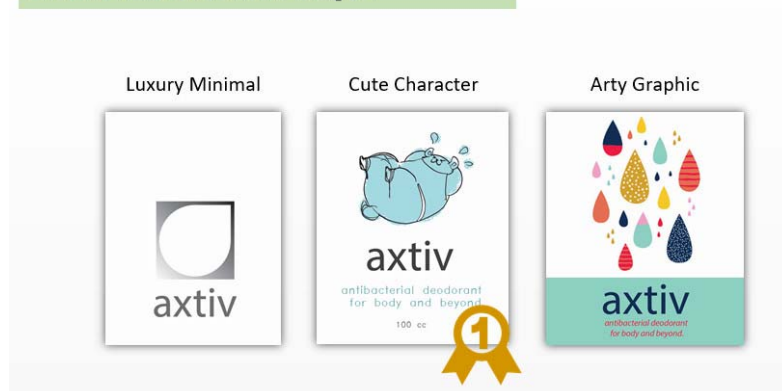 Luxury Minimal
Cute Character
Arty Graphic
axtiv
axtiv
antibacterial deodorant
for body and beyond
100 cc
1
axtiv
antibacterial deodorant
for body and beyond.